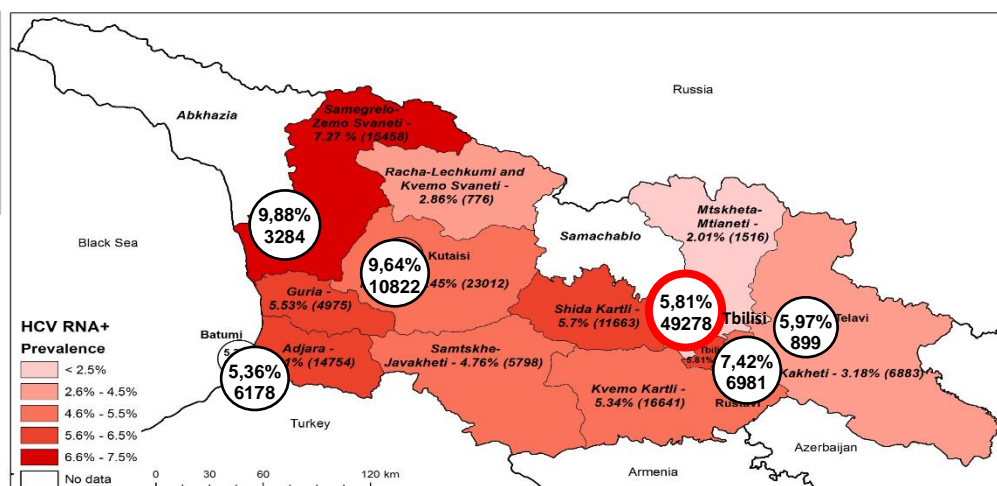 Russia
Abkhazia
Samegrelo-
Zemo Svaneti -
7.27 % (15458)
Racha-Lechkumi and
Kvemo Svaneti -
2.86% (776)
Mtskheta-
Mtianeti -
2.01% (1516)
Black Sea
9,88%
3284
Samachablo
Kutaisi
9,64%
10822
45% (23012)
Guria -
5.53% (4975)
Shida Kartli -
5.7% (11663)
5,81%
49278
Tbilisi
5.81%
5,97%
899
Telavi
Batumi
5,36%
6178
Adjara -
1% (14754)
Samtskhe-
Javakheti - 4.76% (5798)
Kvemo Kartli -
5.34% (16641)
7,42%
6981
Rustavi
Kakheti - 3.18% (6883)
Turkey
Armenia
Azerbaijan
HCV RNA+
Prevalence
< 2.5%
2.6% - 4.5%
4.6% - 5.5%
5.6% - 6.5%
6.6% - 7.5%
No data
0 30 60 120 km